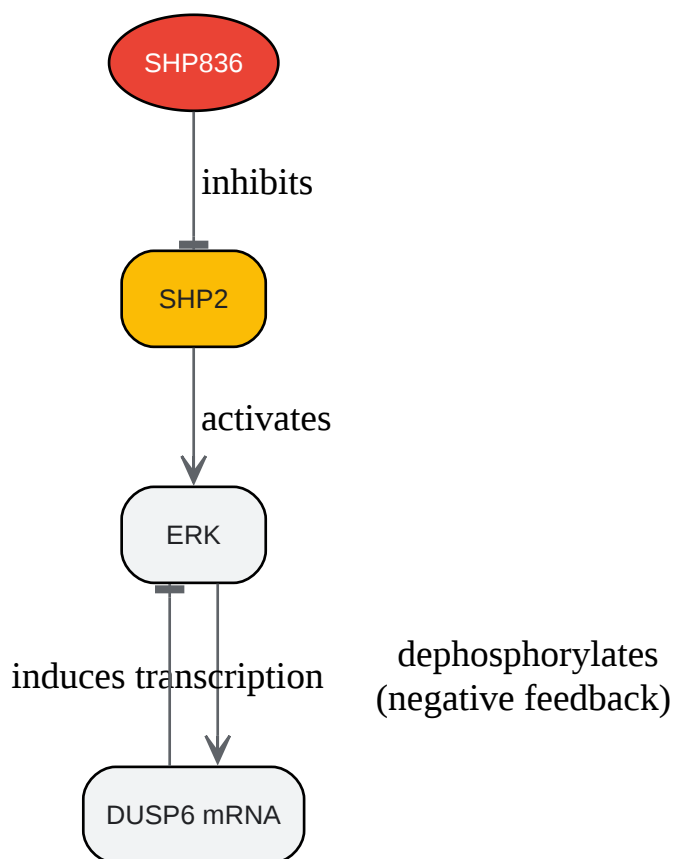 SHP836
inhibits
SHP2
activates
ERK
induces transcription
dephosphorylates
(negative feedback)
DUSP6 mRNA